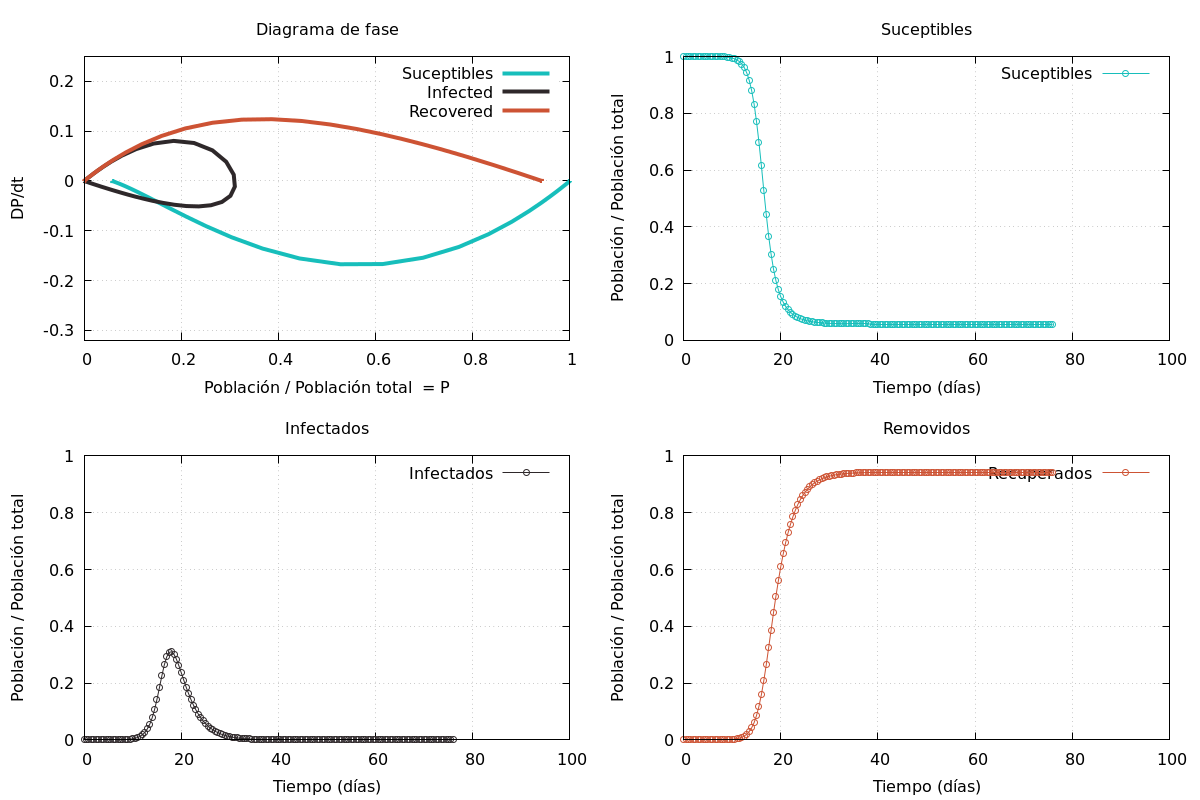 Diagrama de fase
Suceptibles
Infected
Recovered
0.2
0.1
0
-0.1
-0.2
-0.3
DP/dt
0 0.2 0.4 0.6 0.8 1
Población / Población total = P
Suceptibles
Suceptibles
1
0.8
0.6
0.4
0.2
0
Población / Población total
0 20 40 60 80 100
Tiempo (días)
Infectados
Infectados
1
0.8
0.6
0.4
0.2
0
Población / Población total
0 20 40 60 80 100
Tiempo (días)
Removidos
Recuperados
1
0.8
0.6
0.4
0.2
0
Población / Población total
0 20 40 60 80 100
Tiempo (días)